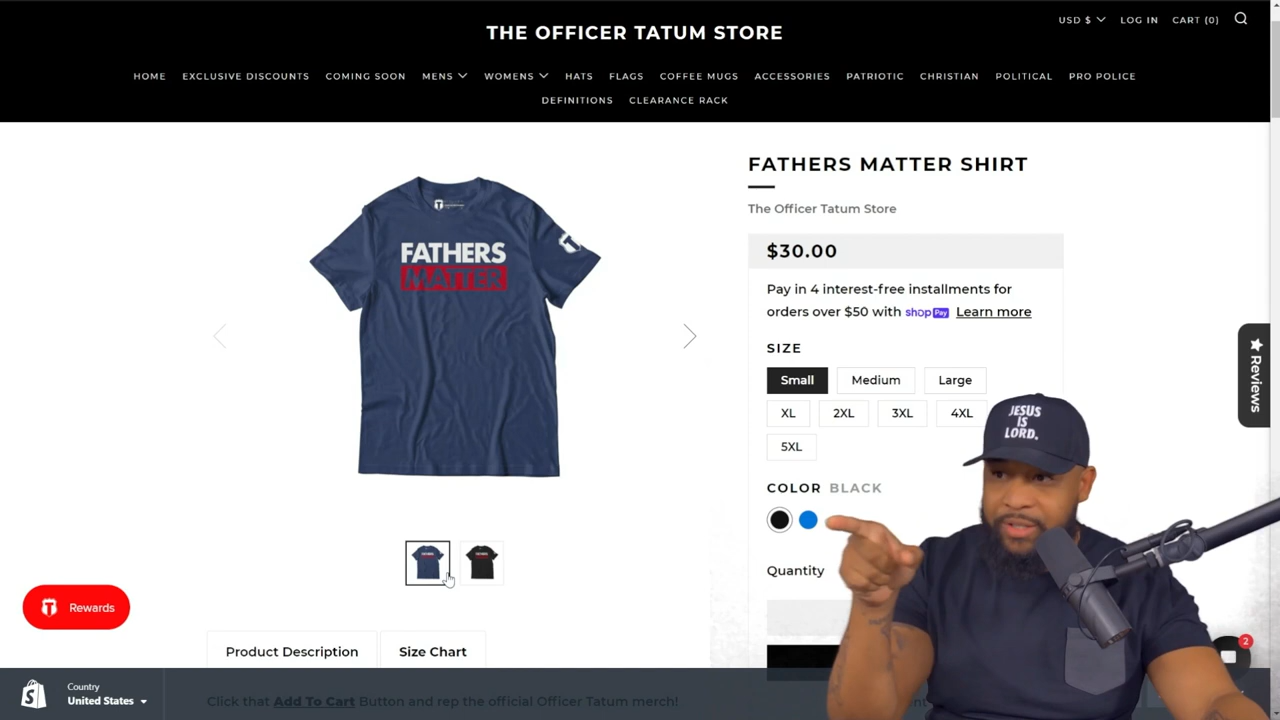 THE OFFICER TATUM STORE
USD $ LOG IN CART (0)
HOME EXCLUSIVE DISCOUNTS COMING SOON MENS WOMENS HATS FLAGS COFFEE MUGS ACCESSORIES PATRIOTIC CHRISTIAN POLITICAL PRO POLICE
DEFINITIONS CLEARANCE RACK
FATHERS
MATTER
FATHERS MATTER SHIRT
The Officer Tatum Store
$30.00
Pay in 4 interest-free installments for
orders over $50 with shop Pay Learn more
SIZE
Small Medium Large
XL 2XL 3XL 4XL
5XL
COLOR BLACK
Quantity
Reviews
JESUS
IS
LORD.
Rewards
2
Product Description Size Chart
Country
United States
Click that Add To Cart Button and rep the official Officer Tatum merch!